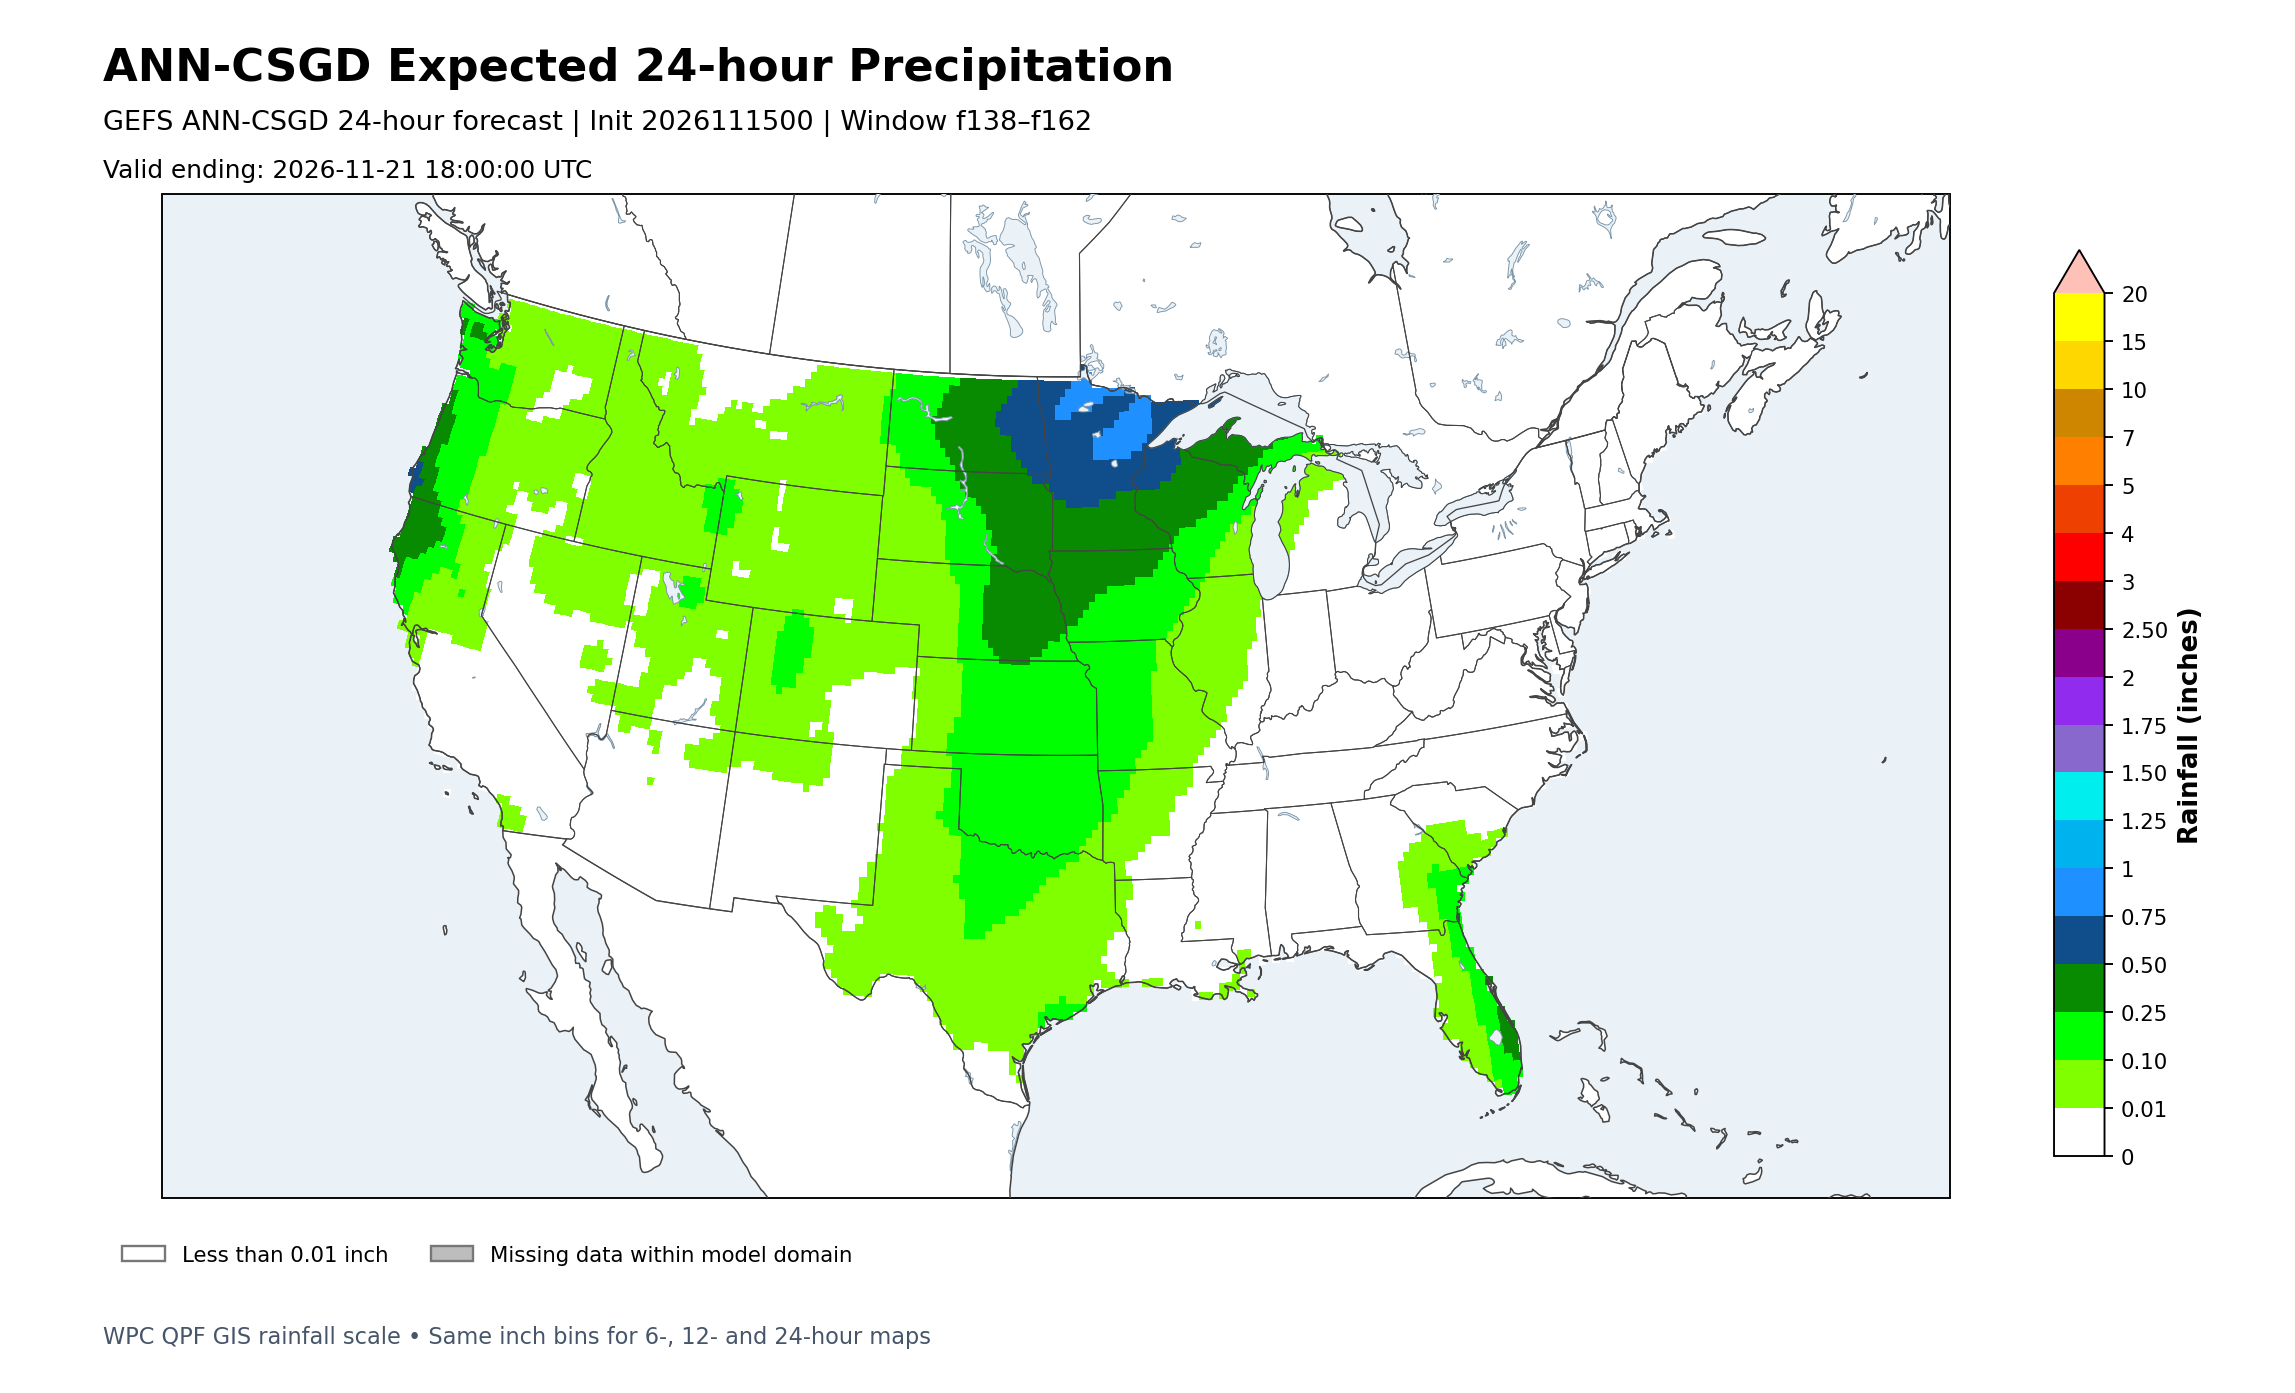 ANN-CSGD Expected 24-hour Precipitation
GEFS ANN-CSGD 24-hour forecast | Init 2026111500 | Window f138–f162
Valid ending: 2026-11-21 18:00:00 UTC
20
15
10
7
5
4
3
2.50
2
1.75
1.50
1.25
1
0.75
0.50
0.25
0.10
0.01
0
Rainfall (inches)
Less than 0.01 inch
Missing data within model domain
WPC QPF GIS rainfall scale • Same inch bins for 6-, 12- and 24-hour maps